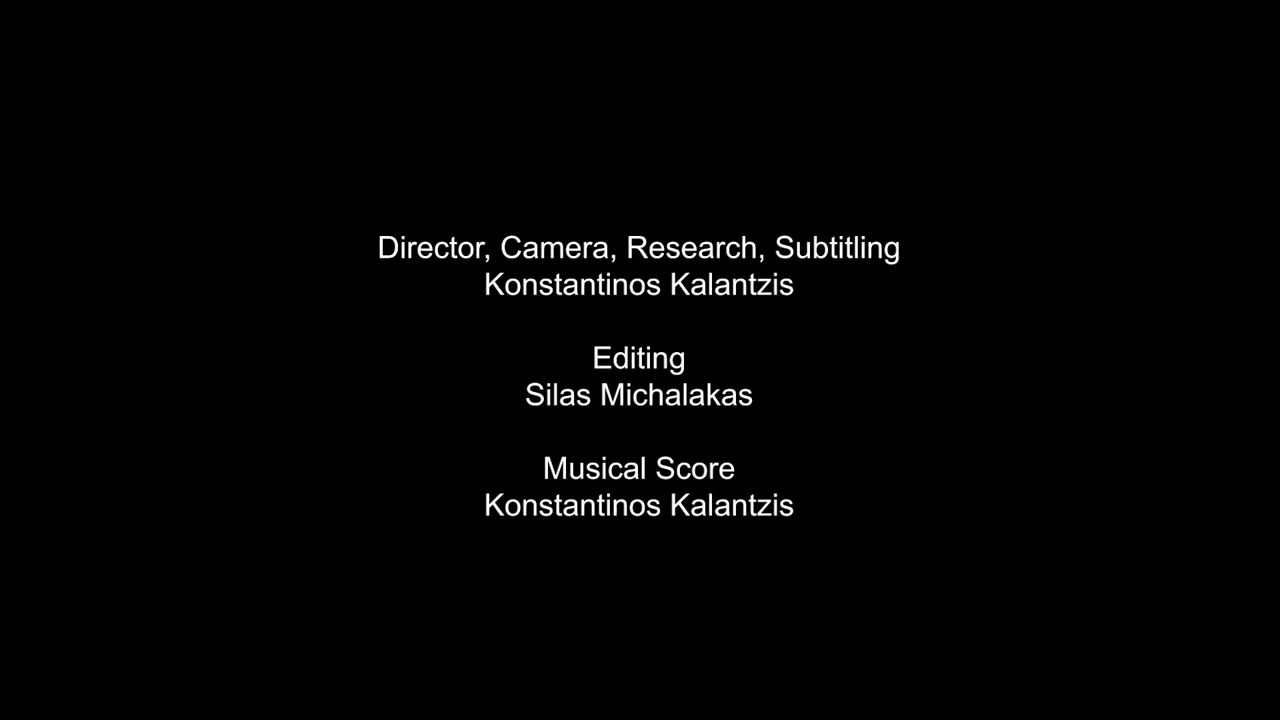 Director, Camera, Research, Subtitling
Konstantinos Kalantzis
Editing
Silas Michalakas
Musical Score
Konstantinos Kalantzis